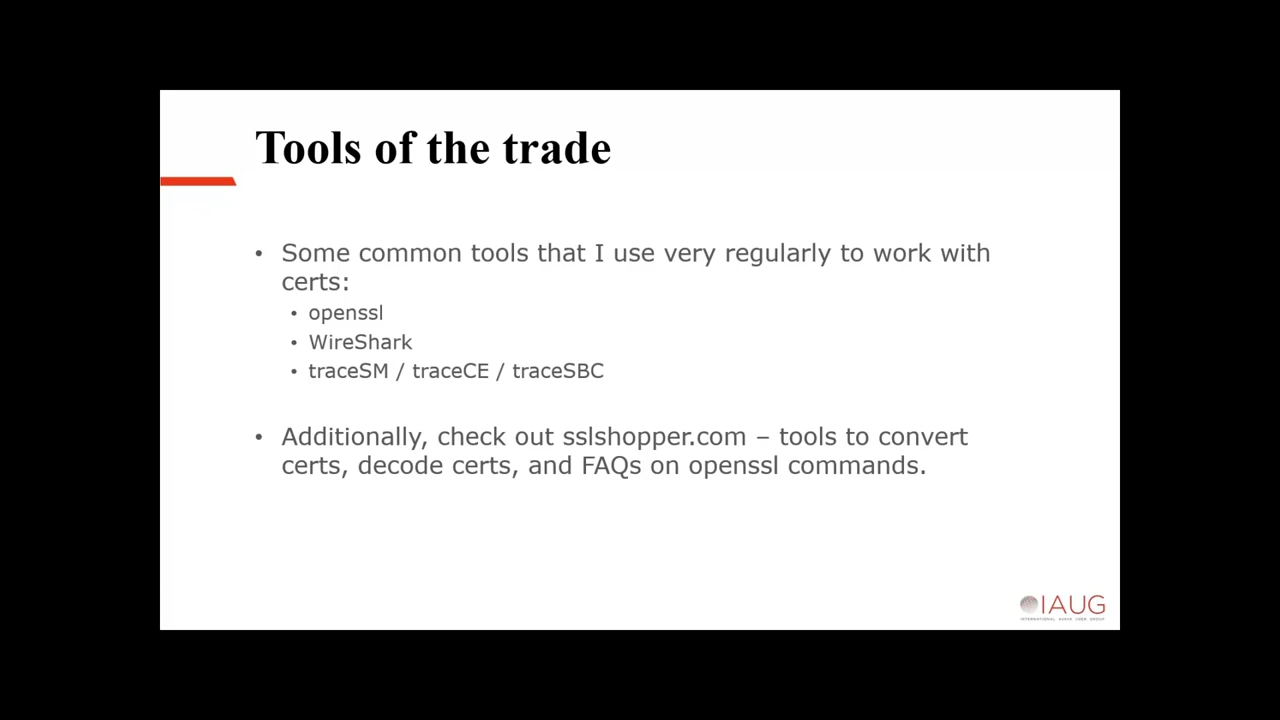 Tools of the trade
• Some common tools that I use very regularly to work with
certs:
• openssl
• WireShark
• traceSM / traceCE / traceSBC
• Additionally, check out sslshopper.com – tools to convert
certs, decode certs, and FAQs on openssl commands.
IAUG
INTERNATIONAL AVAYA USER GROUP